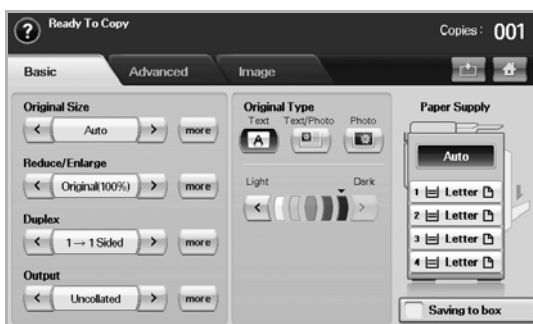 ? Ready To Copy
Copies: 001
Basic Advanced Image
Original Size
< Auto > more
Reduce/Enlarge
< Original(100%) > more
Duplex
< 1 → 1 Sided > more
Output
< Uncollated > more
Original Type
Text Text/Photo Photo
A
Light Dark
< >
Paper Supply
Auto
1 Letter
2 Letter
3 Letter
4 Letter
Saving to box